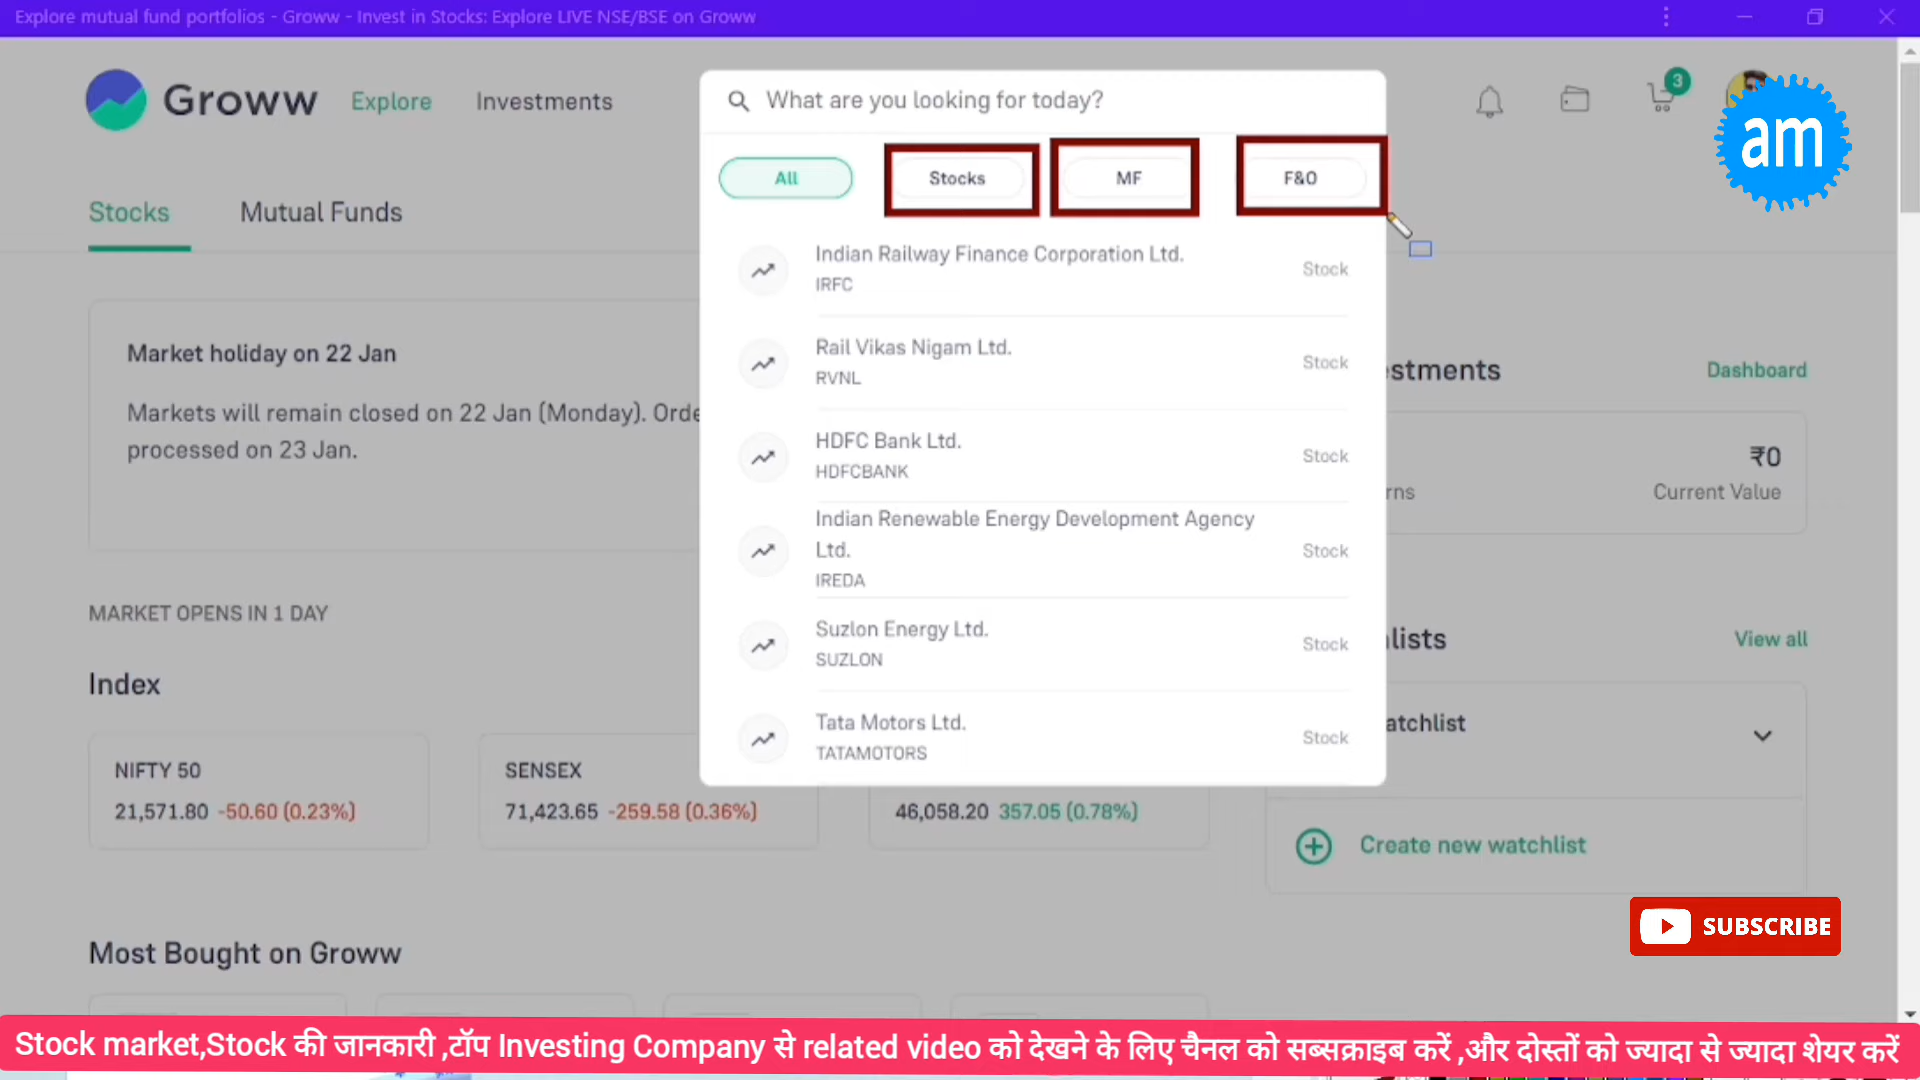 Explore mutual fund portfolios - Groww - Invest in Stocks: Explore LIVE NSE/BSE on Groww
Groww
Explore
Investments
What are you looking for today?
3
am
All
Stocks
MF
F&O
Stocks
Mutual Funds
Indian Railway Finance Corporation Ltd.
IRFC
Stock
Rail Vikas Nigam Ltd.
RVNL
Stock
HDFC Bank Ltd.
HDFCBANK
Stock
Indian Renewable Energy Development Agency
Ltd.
IREDA
Stock
Suzlon Energy Ltd.
SUZLON
Stock
Tata Motors Ltd.
TATAMOTORS
Stock
Market holiday on 22 Jan
Markets will remain closed on 22 Jan (Monday). Orde
processed on 23 Jan.
estments
Dashboard
₹0
rns
Current Value
MARKET OPENS IN 1 DAY
lists
View all
Index
atchlist
NIFTY 50
21,571.80 -50.60 (0.23%)
SENSEX
71,423.65 -259.58 (0.36%)
46,058.20 357.05 (0.78%)
Create new watchlist
SUBSCRIBE
Most Bought on Groww
Stock market,Stock की जानकारी ,टॉप Investing Company से related video को देखने के लिए चैनल को सब्सक्राइब करें ,और दोस्तों को ज्यादा से ज्यादा शेयर करें